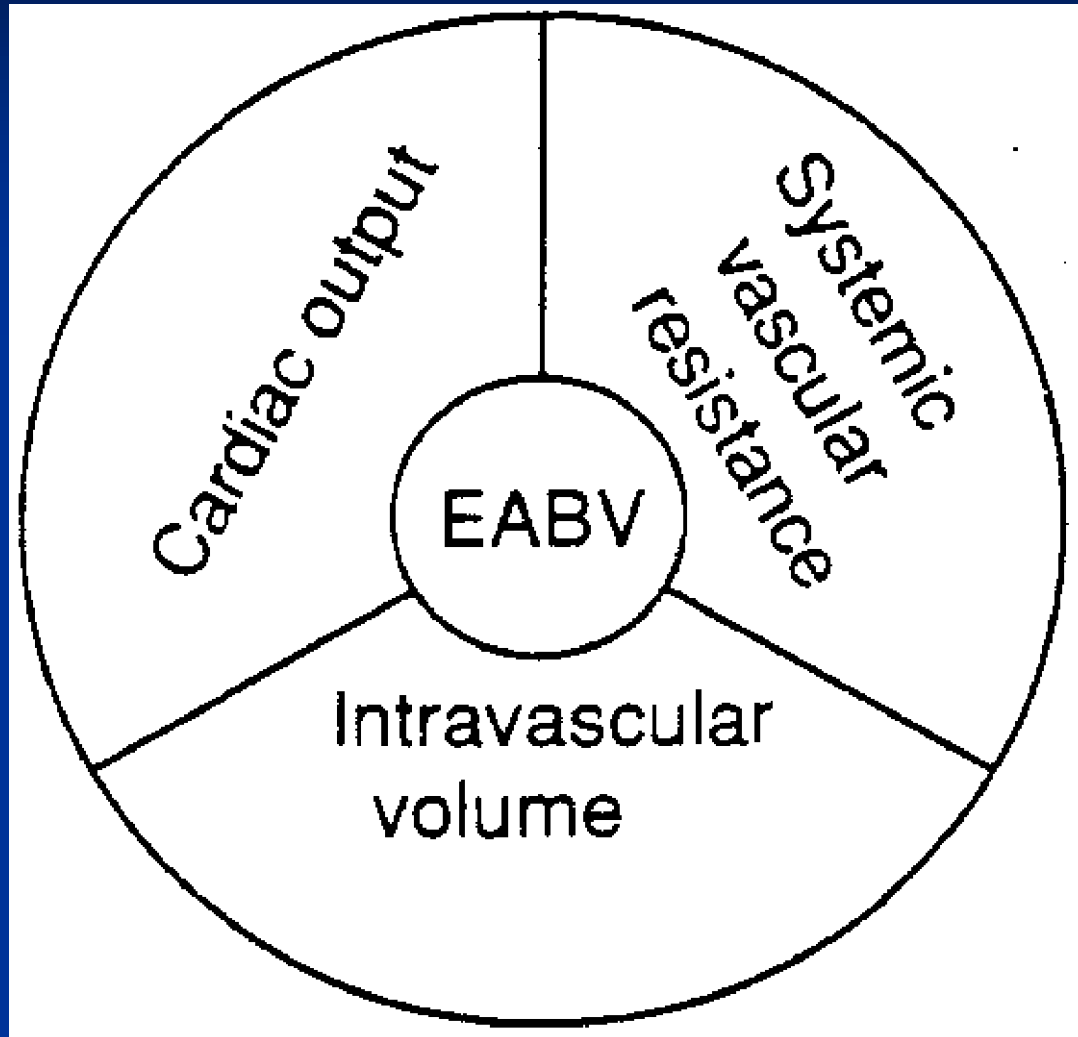 Cardiac output
Systemic
vascular
resistance
EABV
Intravascular
volume